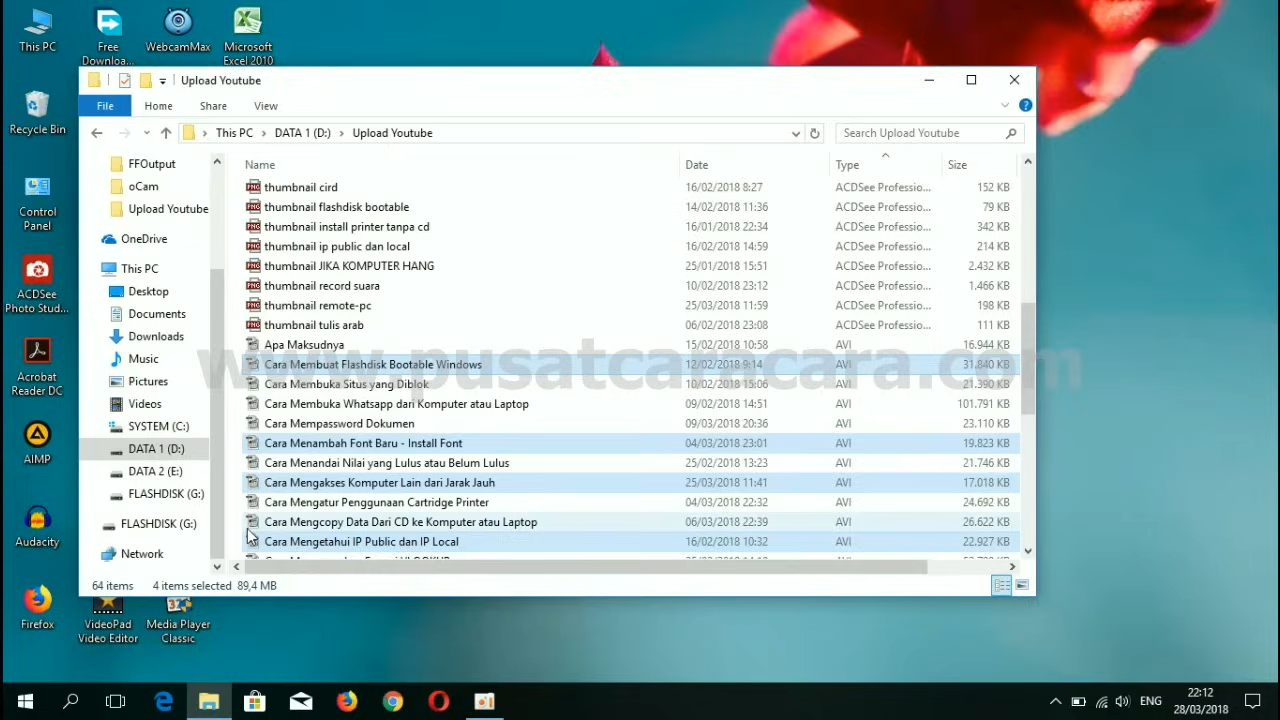 This PC
Free Downloa...
WebcamMax
Microsoft Excel 2010
Recycle Bin
Control Panel
ACDSee Photo Stud...
Acrobat Reader DC
AIMP
Audacity
Firefox
VideoPad Video Editor
Media Player Classic
Upload Youtube
File Home Share View
This PC > DATA 1 (D:) > Upload Youtube
Search Upload Youtube
FFOutput
oCam
Upload Youtube
OneDrive
This PC
Desktop
Documents
Downloads
Music
Pictures
Videos
SYSTEM (C:)
DATA 1 (D:)
DATA 2 (E:)
FLASHDISK (G:)
FLASHDISK (G:)
Network
Name Date Type Size
thumbnail cird 16/02/2018 8:27 ACDSee Professio... 152 KB
thumbnail flashdisk bootable 14/02/2018 11:36 ACDSee Professio... 79 KB
thumbnail install printer tanpa cd 16/01/2018 22:34 ACDSee Professio... 342 KB
thumbnail ip public dan local 16/02/2018 14:59 ACDSee Professio... 214 KB
thumbnail JIKA KOMPUTER HANG 25/01/2018 15:51 ACDSee Professio... 2.432 KB
thumbnail record suara 10/02/2018 23:12 ACDSee Professio... 1.466 KB
thumbnail remote-pc 25/03/2018 11:59 ACDSee Professio... 198 KB
thumbnail tulis arab 06/02/2018 23:08 ACDSee Professio... 111 KB
Apa Maksudnya 15/02/2018 10:58 AVI 16.944 KB
Cara Membuat Flashdisk Bootable Windows 12/02/2018 9:14 AVI 31.840 KB
Cara Membuka Situs yang Diblok 10/02/2018 15:06 AVI 21.390 KB
Cara Membuka Whatsapp dari Komputer atau Laptop 09/02/2018 14:51 AVI 101.791 KB
Cara Mempassword Dokumen 09/03/2018 20:36 AVI 23.110 KB
Cara Menambah Font Baru - Install Font 04/03/2018 23:01 AVI 19.823 KB
Cara Menandai Nilai yang Lulus atau Belum Lulus 25/02/2018 13:23 AVI 21.746 KB
Cara Mengakses Komputer Lain dari Jarak Jauh 25/03/2018 11:41 AVI 17.018 KB
Cara Mengatur Penggunaan Cartridge Printer 04/03/2018 22:32 AVI 24.692 KB
Cara Mengcopy Data Dari CD ke Komputer atau Laptop 06/03/2018 22:39 AVI 26.622 KB
Cara Mengetahui IP Public dan IP Local 16/02/2018 10:32 AVI 22.927 KB
64 items 4 items selected 89,4 MB
ENG
22:12
28/03/2018